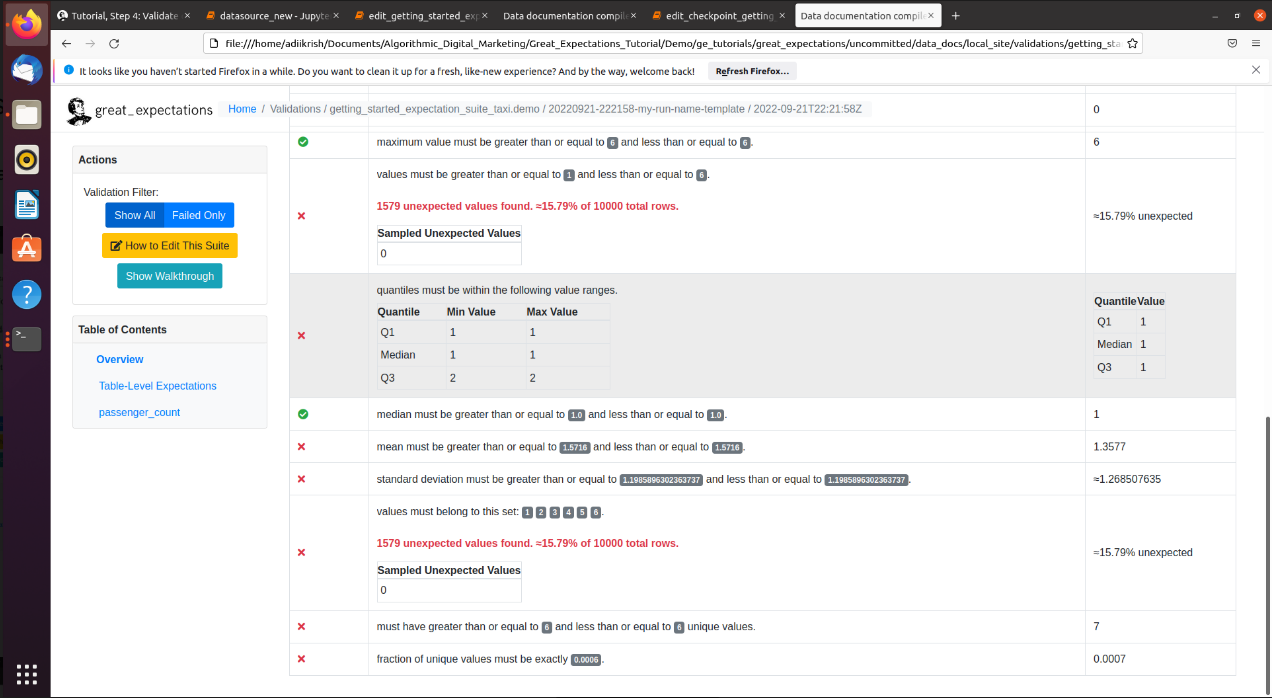 Tutorial, Step 4: Validate
datasource_new - Jupyte
edit_getting_started_exp
Data documentation compil
edit_checkpoint_getting
Data documentation compila
file:///home/adiikrish/Documents/Algorithmic_Digital_Marketing/Great_Expectations_Tutorial/Demo/ge_tutorials/great_expectations/uncommitted/data_docs/local_site/validations/getting_sta
It looks like you haven't started Firefox in a while. Do you want to clean it up for a fresh, like-new experience? And by the way, welcome back!
Refresh Firefox...
great_expectations
Home / Validations / getting_started_expectation_suite_taxi.demo / 20220921-222158-my-run-name-template / 2022-09-21T22:21:58Z
0
Actions
Validation Filter:
Show All Failed Only
How to Edit This Suite
Show Walkthrough
Table of Contents
Overview
Table-Level Expectations
passenger_count
maximum value must be greater than or equal to 6 and less than or equal to 6.
6
values must be greater than or equal to 1 and less than or equal to 6.
1579 unexpected values found. ≈15.79% of 10000 total rows.
Sampled Unexpected Values
0
≈15.79% unexpected
quantiles must be within the following value ranges.
Quantile Min Value Max Value
Q1 1 1
Median 1 1
Q3 2 2
Quantile Value
Q1 1
Median 1
Q3 1
median must be greater than or equal to 1.0 and less than or equal to 1.0.
1
mean must be greater than or equal to 1.5716 and less than or equal to 1.5716.
1.3577
standard deviation must be greater than or equal to 1.1985896302363737 and less than or equal to 1.1985896302363737.
≈1.268507635
values must belong to this set: 1 2 3 4 5 6.
1579 unexpected values found. ≈15.79% of 10000 total rows.
Sampled Unexpected Values
0
≈15.79% unexpected
must have greater than or equal to 6 and less than or equal to 6 unique values.
7
fraction of unique values must be exactly 0.0006.
0.0007